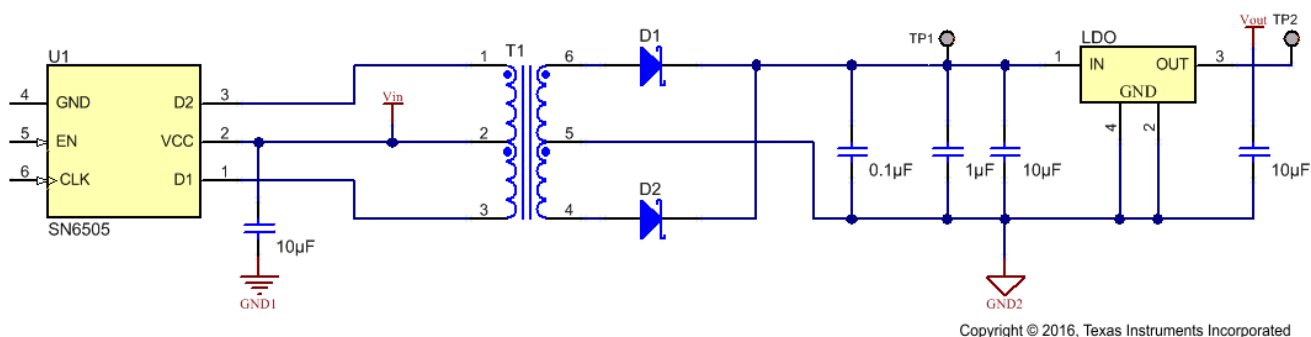 U1
4
GND
D2
3
5
EN
VCC
2
6
CLK
D1
1
SN6505
10µF
GND1
Vin
T1
1
2
3
6
5
4
D1
D2
0.1µF
TP1
1µF
10µF
GND2
LDO
1
IN
OUT
3
GND
4
2
Vout
TP2
10µF
Copyright © 2016, Texas Instruments Incorporated